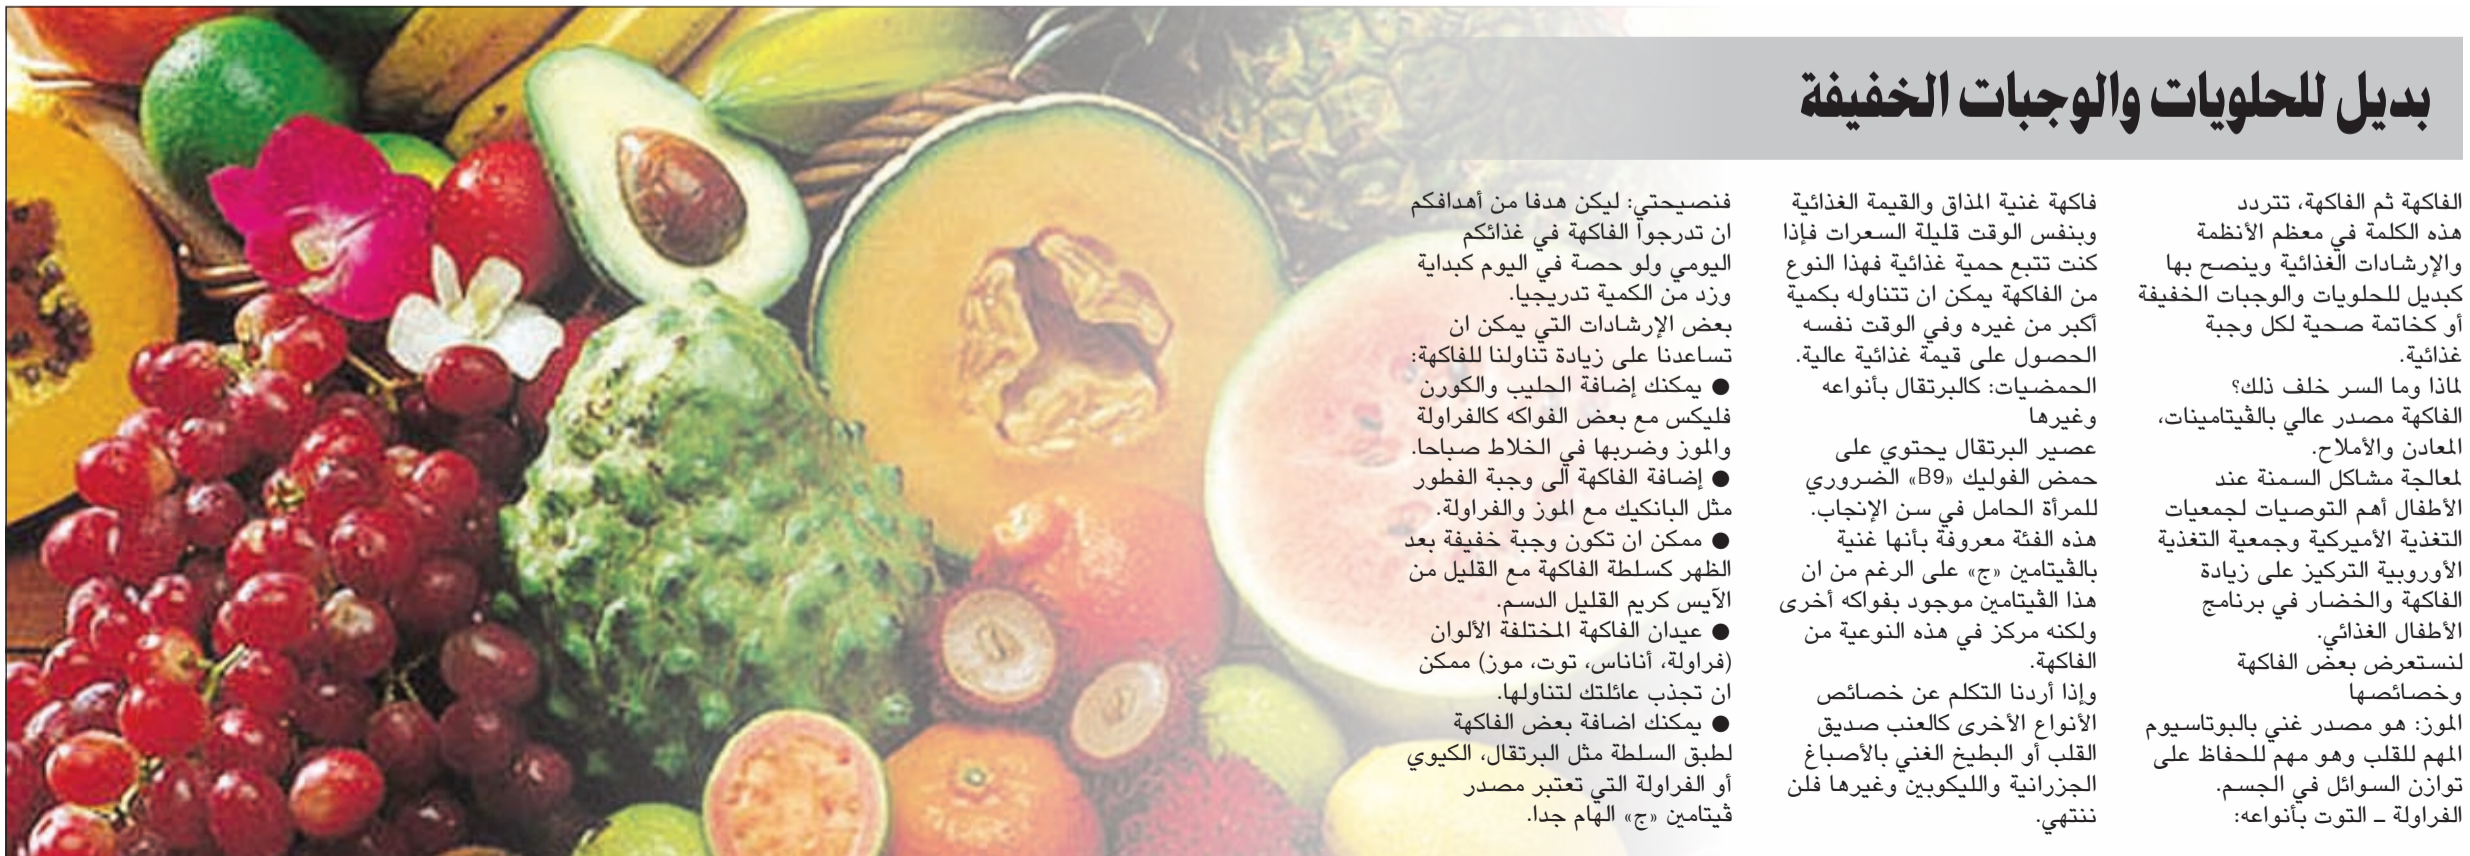 بديل للحلويات والوجبات الخفيفة
الفاكهة ثم الفاكهة، تتردد
هذه الكلمة في معظم الأنظمة
والإرشادات الغذائية وينصح بها
كبديل للحلويات والوجبات الخفيفة
أو كخاتمة صحية لكل وجبة
غذائية.
لماذا وما السر خلف ذلك؟
الفاكهة مصدر عالي بالڤيتامينات،
المعادن والأملاح.
لمعالجة مشاكل السمنة عند
الأطفال أهم التوصيات لجمعيات
التغذية الأميركية وجمعية التغذية
الأوروبية التركيز على زيادة
الفاكهة والخضار في برنامج
الأطفال الغذائي.
لنستعرض بعض الفاكهة
وخصائصها
الموز: هو مصدر غني بالبوتاسيوم
المهم للقلب وهو مهم للحفاظ على
توازن السوائل في الجسم.
الفراولة ــ التوت بأنواعه:
فاكهة غنية المذاق والقيمة الغذائية
وبنفس الوقت قليلة السعرات فإذا
كنت تتبع حمية غذائية فهذا النوع
من الفاكهة يمكن ان تتناوله بكمية
أكبر من غيره وفي الوقت نفسه
الحصول على قيمة غذائية عالية.
الحمضيات: كالبرتقال بأنواعه
وغيرها
عصير البرتقال يحتوي على
حمض الفوليك «B9» الضروري
للمرأة الحامل في سن الإنجاب.
هذه الفئة معروفة بأنها غنية
بالڤيتامين «ج» على الرغم من ان
هذا الڤيتامين موجود بفواكه أخرى
ولكنه مركز في هذه النوعية من
الفاكهة.
وإذا أردنا التكلم عن خصائص
الأنواع الأخرى كالعنب صديق
القلب أو البطيخ الغني بالأصباغ
الجزرانية والليكوبين وغيرها فلن
ننتهي.
فنصيحتي: ليكن هدفا من أهدافكم
ان تدرجوا الفاكهة في غذائكم
اليومي ولو حصة في اليوم كبداية
وزد من الكمية تدريجيا.
بعض الإرشادات التي يمكن ان
تساعدنا على زيادة تناولنا للفاكهة:
● يمكنك إضافة الحليب والكورن
فليكس مع بعض الفواكه كالفراولة
والموز وضربها في الخلاط صباحا.
● إضافة الفاكهة الى وجبة الفطور
مثل البانكيك مع الموز والفراولة.
● ممكن ان تكون وجبة خفيفة بعد
الظهر كسلطة الفاكهة مع القليل من
الآيس كريم القليل الدسم.
● عيدان الفاكهة المختلفة الألوان
(فراولة، أناناس، توت، موز) ممكن
ان تجذب عائلتك لتناولها.
● يمكنك اضافة بعض الفاكهة
لطبق السلطة مثل البرتقال، الكيوي
أو الفراولة التي تعتبر مصدر
ڤيتامين «ج» الهام جدا.